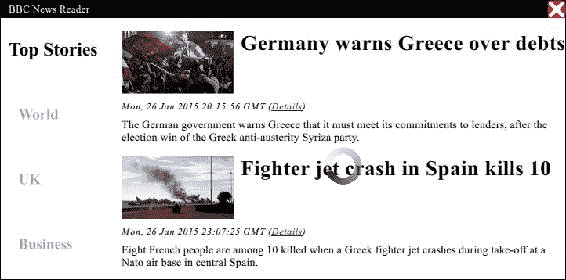 BBC News Reader
Top Stories
World
UK
Business
Germany warns Greece over debts
Mon, 26 Jan 2015 20:15:56 GMT (Details)
The German government warns Greece that it must meet its commitments to lenders, after the
election win of the Greek anti-austerity Syriza party.
Fighter jet crash in Spain kills 10
Mon, 26 Jan 2015 23:07:25 GMT (Details)
Eight French people are among 10 killed when a Greek fighter jet crashes during take-off at a
Nato air base in central Spain.